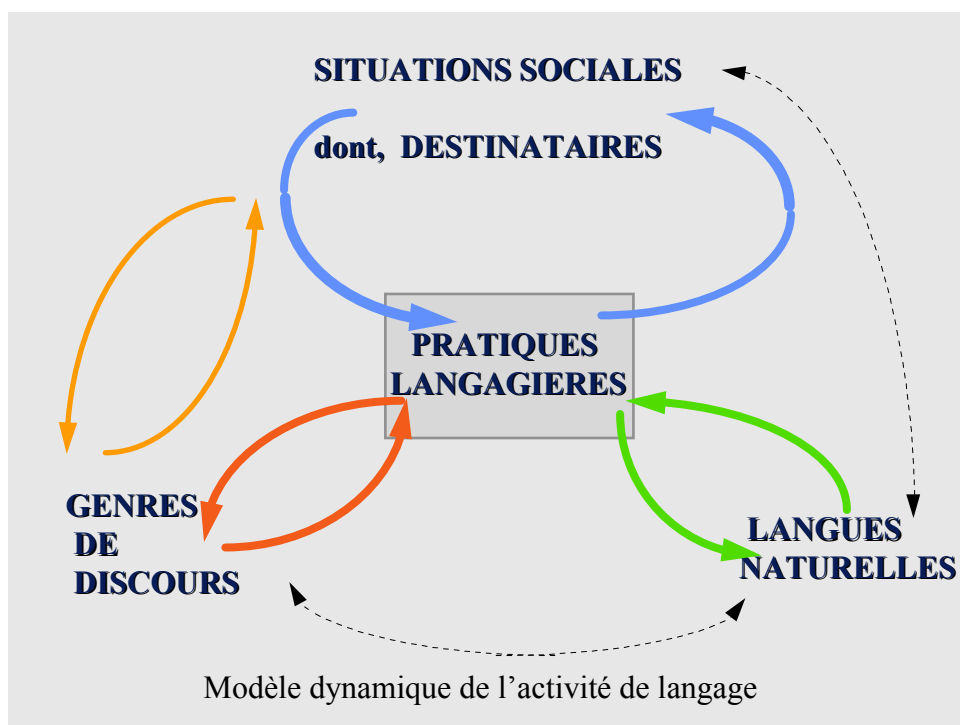 SITUATIONS SOCIALES
dont, DESTINATAIRES
PRATIQUES
LANGAGIERES
GENRES
DE
DISCOURS
LANGUES
NATURELLES
Modèle dynamique de l’activité de langage